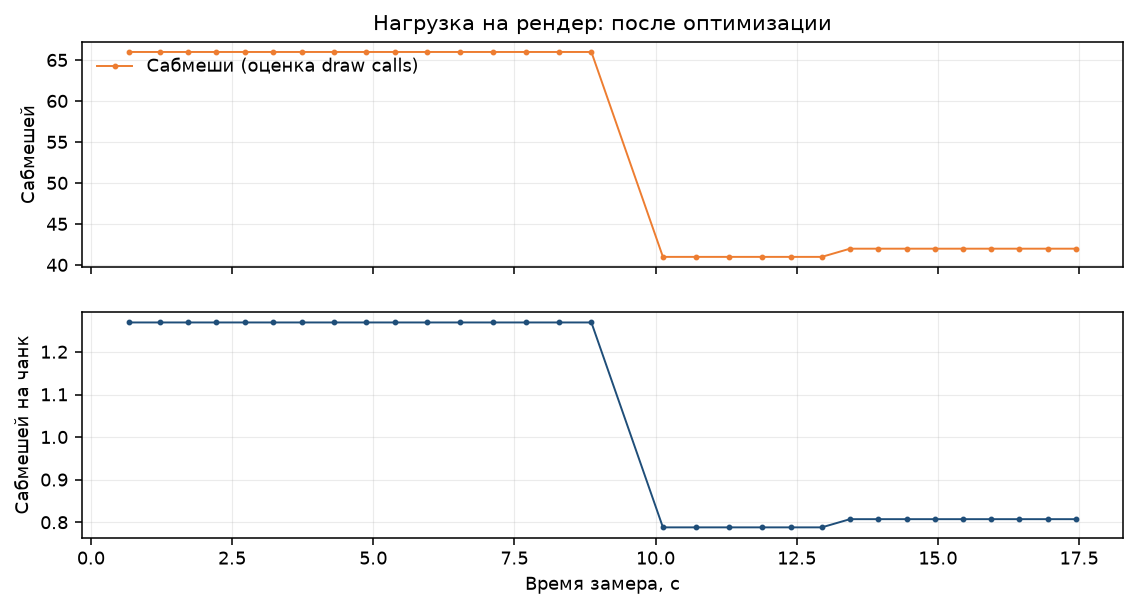 Нагрузка на рендер: после оптимизации
Сабмеши (оценка draw calls)
Сабмешей
65
60
55
50
45
40
Сабмешей на чанк
1.2
1.1
1.0
0.9
0.8
0.0 2.5 5.0 7.5 10.0 12.5 15.0 17.5
Время замера, с